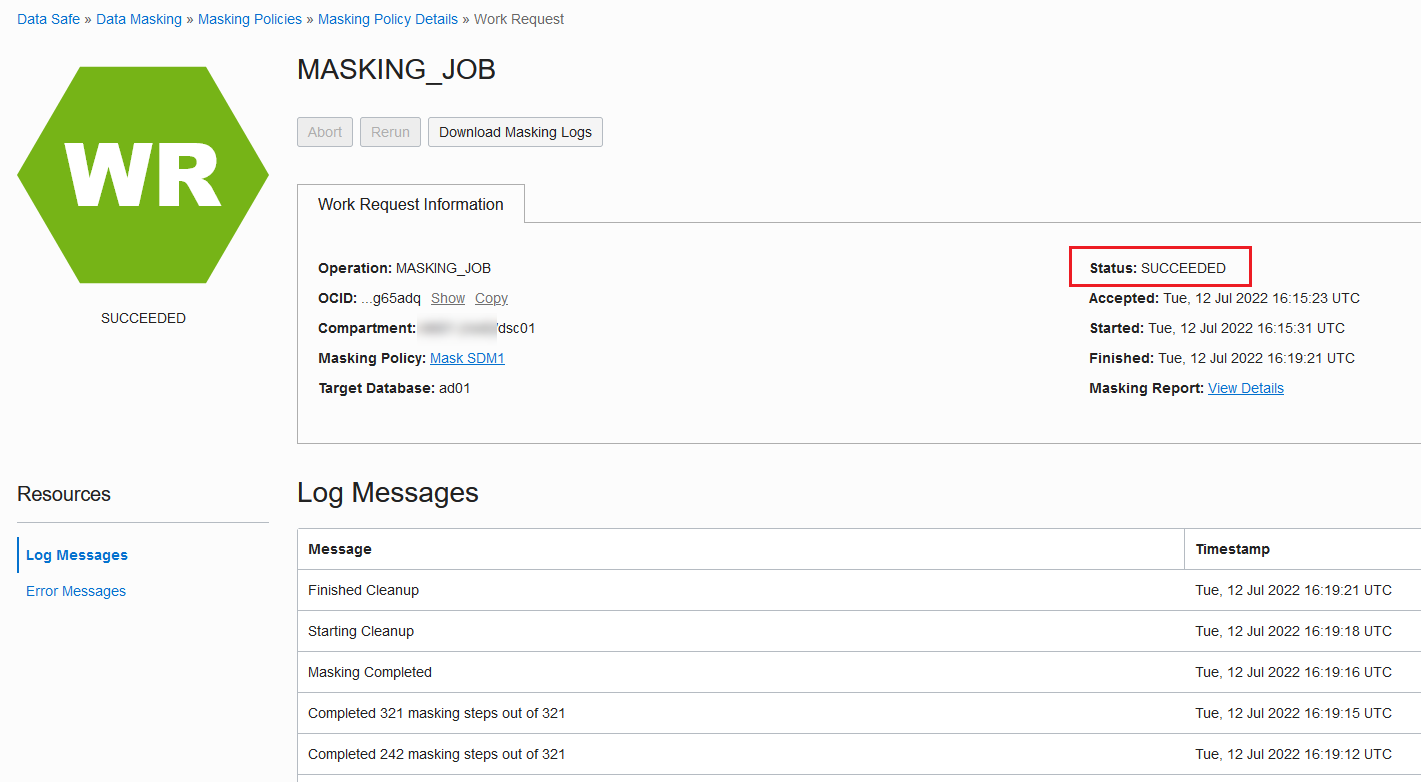 Data Safe » Data Masking » Masking Policies » Masking Policy Details » Work Request
WR
SUCCEEDED
MASKING_JOB
Abort Rerun Download Masking Logs
Work Request Information
Operation: MASKING_JOB
OCID: ...g65adq Show Copy
Compartment: /dsc01
Masking Policy: Mask SDM1
Target Database: ad01
Status: SUCCEEDED
Accepted: Tue, 12 Jul 2022 16:15:23 UTC
Started: Tue, 12 Jul 2022 16:15:31 UTC
Finished: Tue, 12 Jul 2022 16:19:21 UTC
Masking Report: View Details
Resources
Log Messages
Error Messages
Log Messages
Message Timestamp
Finished Cleanup Tue, 12 Jul 2022 16:19:21 UTC
Starting Cleanup Tue, 12 Jul 2022 16:19:18 UTC
Masking Completed Tue, 12 Jul 2022 16:19:16 UTC
Completed 321 masking steps out of 321 Tue, 12 Jul 2022 16:19:15 UTC
Completed 242 masking steps out of 321 Tue, 12 Jul 2022 16:19:12 UTC